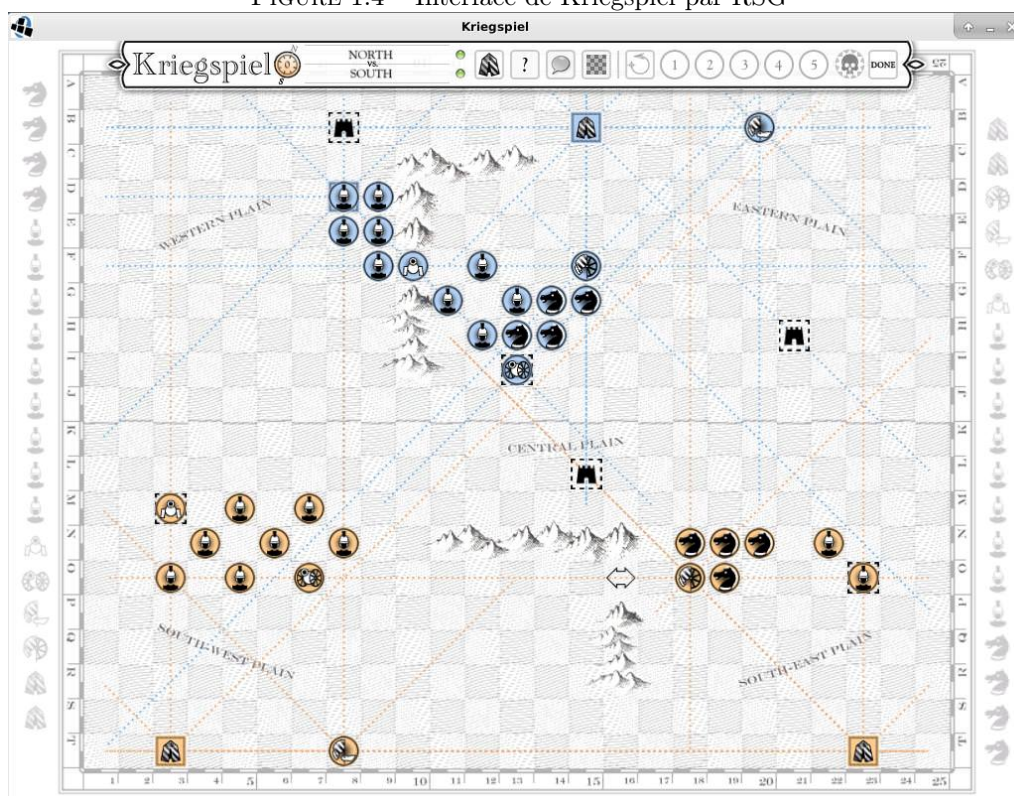 FIGURE 1.4 – Interface de Kriegspiel par RSG
Kriegspiel
Kriegspiel
N
S
NORTH
VS.
SOUTH
?
1 2 3 4 5
DONE
25
A A
B B
C C
D D
WESTERN PLAIN
EASTERN PLAIN
E E
F F
G G
H H
I I
J J
CENTRAL PLAIN
K K
L L
M M
N N
O O
P P
SOUTH-WEST PLAIN
SOUTH-EAST PLAIN
Q Q
R R
S S
T T
1 2 3 4 5 6 7 8 9 10 11 12 13 14 15 16 17 18 19 20 21 22 23 24 25